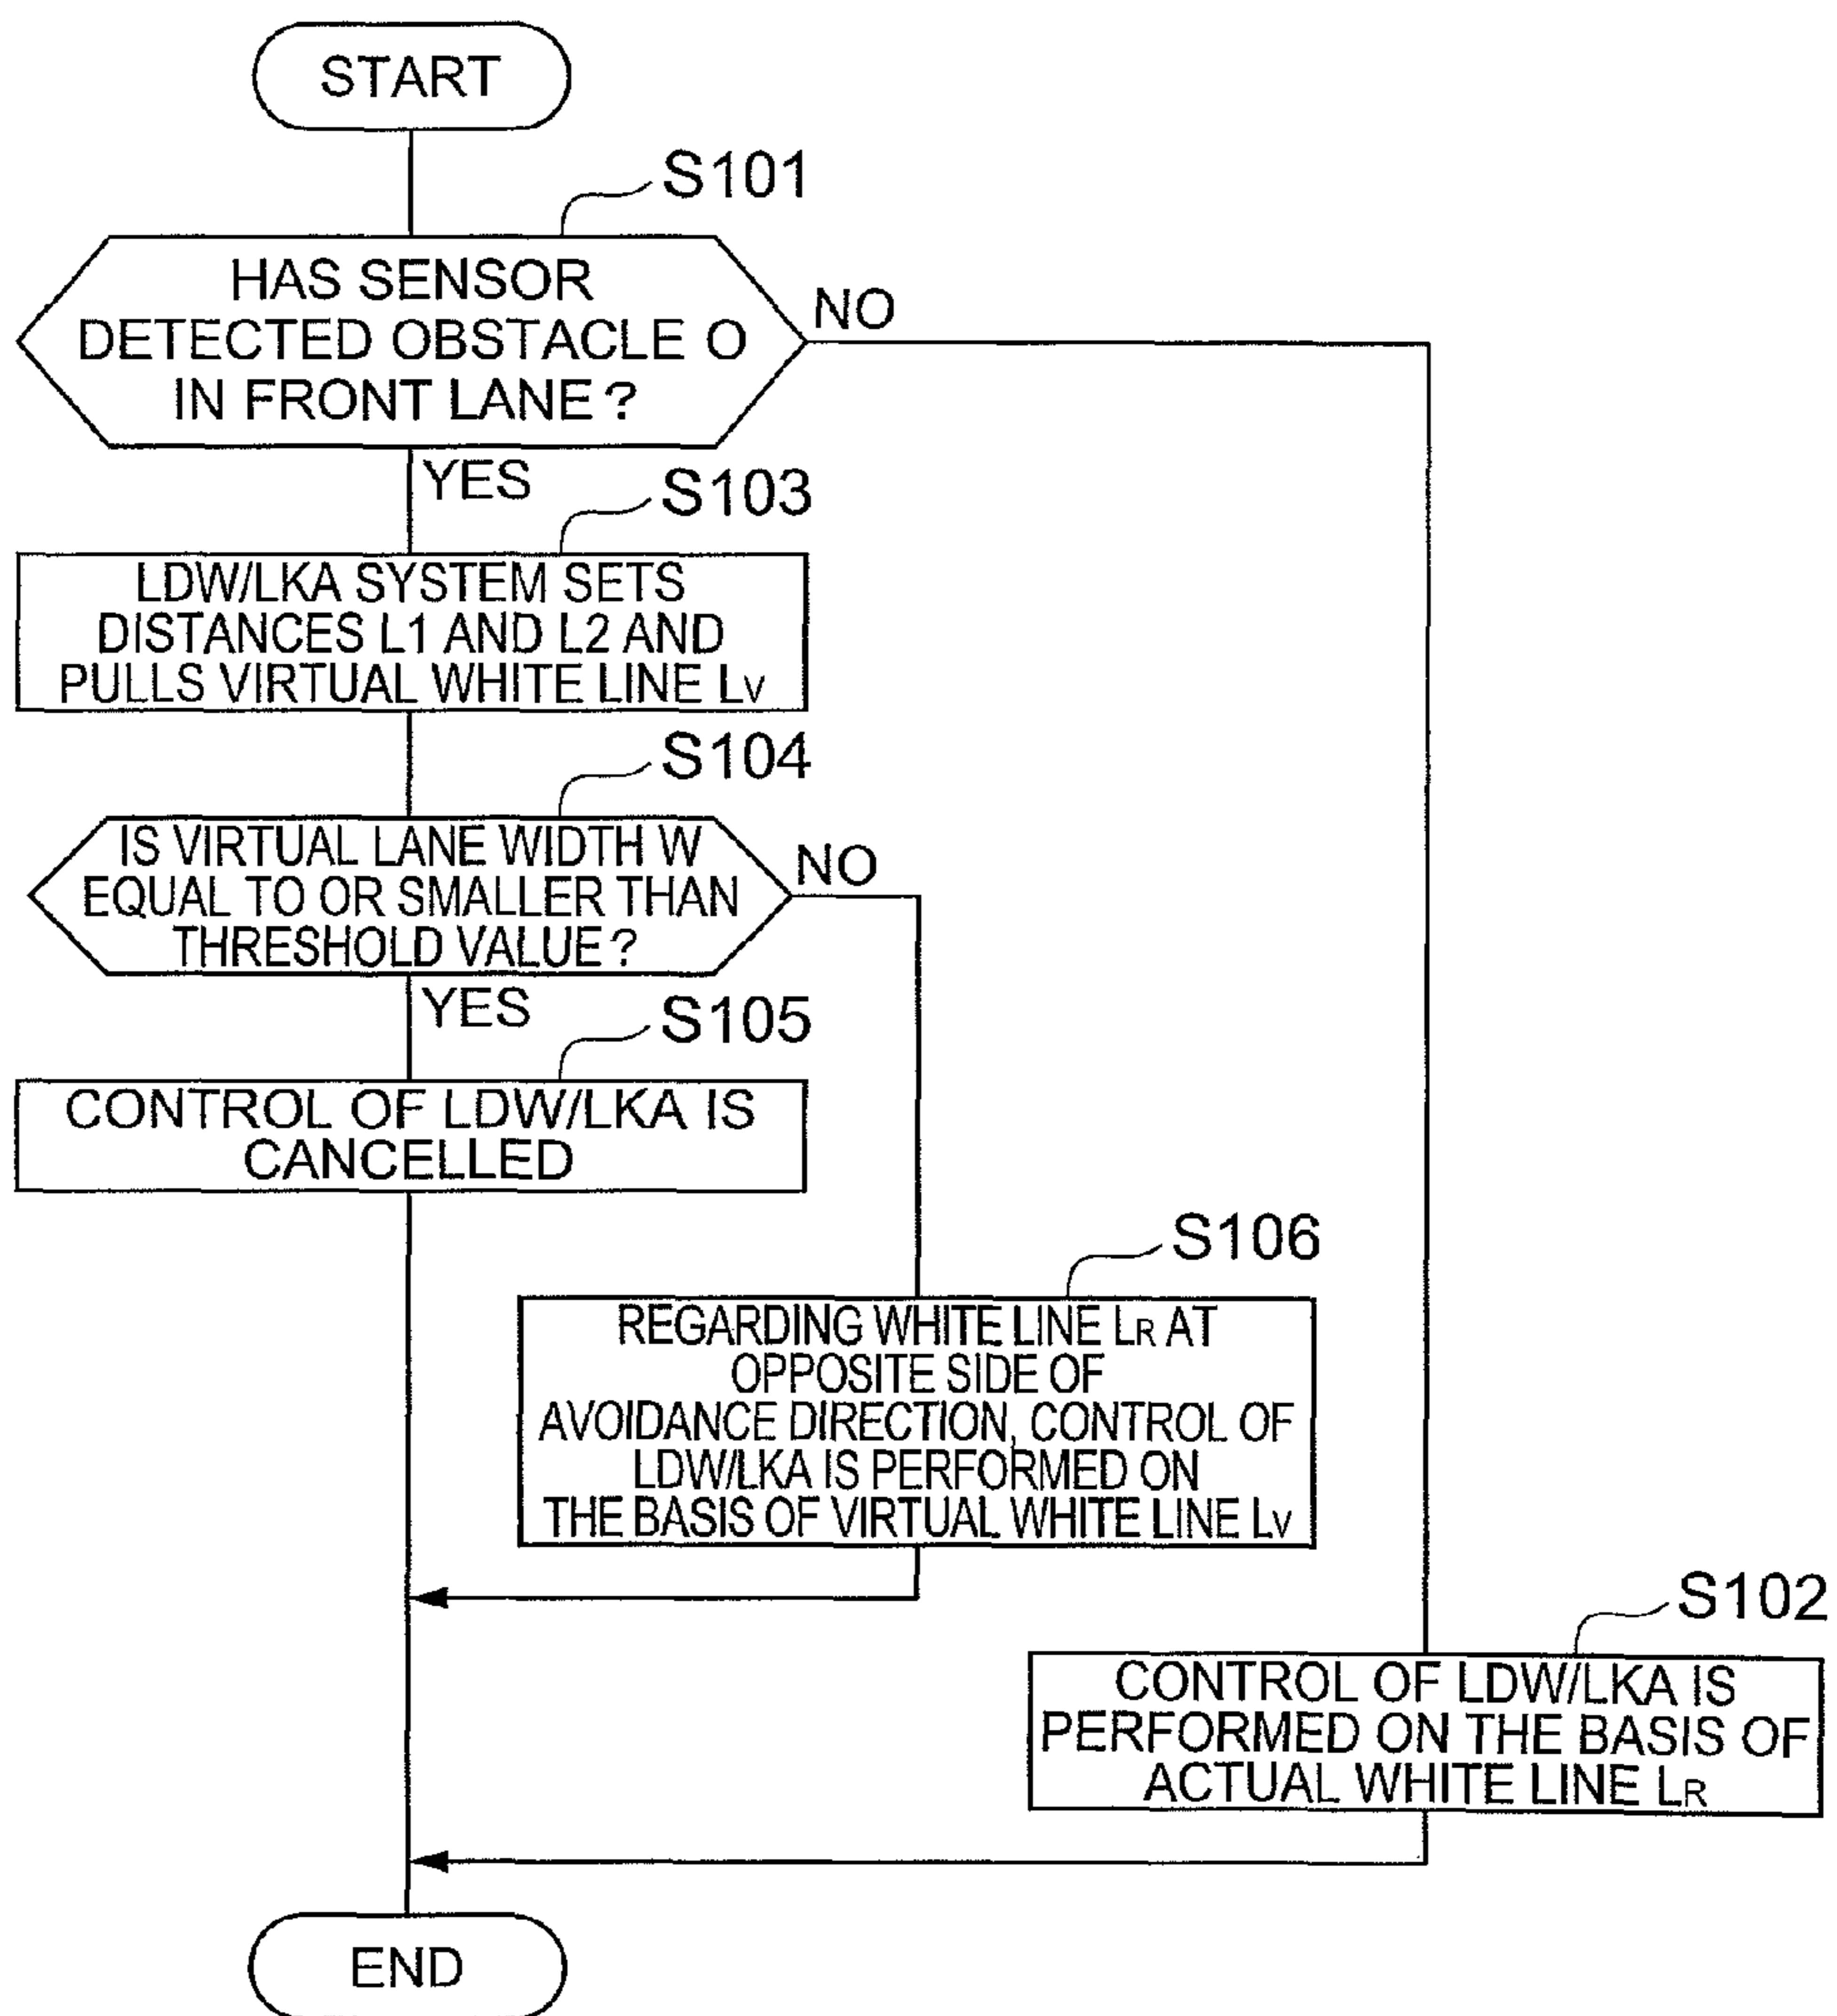 START
S101
HAS SENSOR
DETECTED OBSTACLE O
IN FRONT LANE?
NO
YES
S103
LDW/LKA SYSTEM SETS
DISTANCES L1 AND L2 AND
PULLS VIRTUAL WHITE LINE LV
S104
IS VIRTUAL LANE WIDTH W
EQUAL TO OR SMALLER THAN
THRESHOLD VALUE?
NO
YES
S105
CONTROL OF LDW/LKA IS
CANCELLED
S106
REGARDING WHITE LINE LR AT
OPPOSITE SIDE OF
AVOIDANCE DIRECTION, CONTROL OF
LDW/LKA IS PERFORMED ON
THE BASIS OF VIRTUAL WHITE LINE LV
S102
CONTROL OF LDW/LKA IS
PERFORMED ON THE BASIS OF
ACTUAL WHITE LINE LR
END